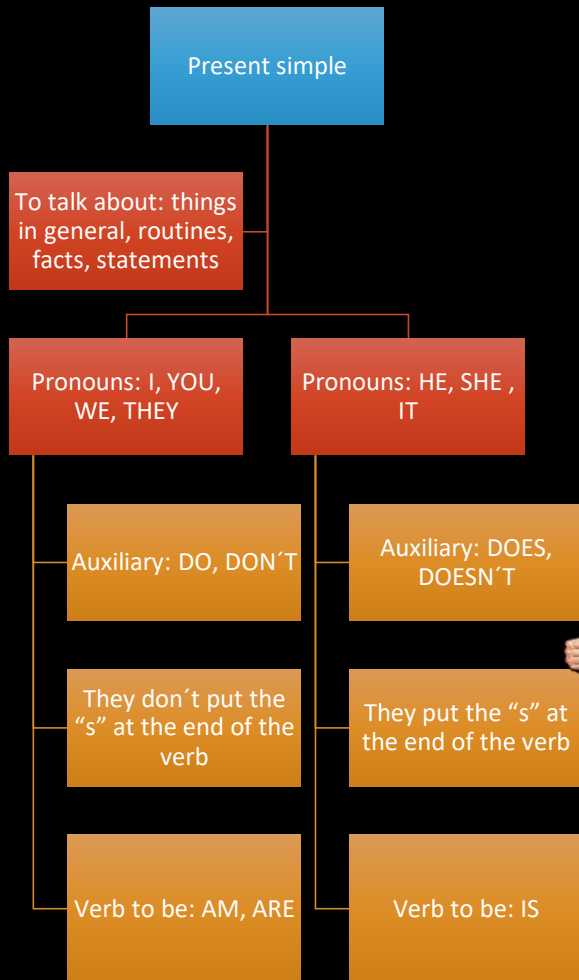 Present simple
To talk about: things
in general, routines,
facts, statements
Pronouns: I, YOU,
WE, THEY
Auxiliary: DO, DON´T
They don´t put the
“s” at the end of the
verb
Verb to be: AM, ARE
Pronouns: HE, SHE ,
IT
Auxiliary: DOES,
DOESN´T
They put the “s” at
the end of the verb
Verb to be: IS